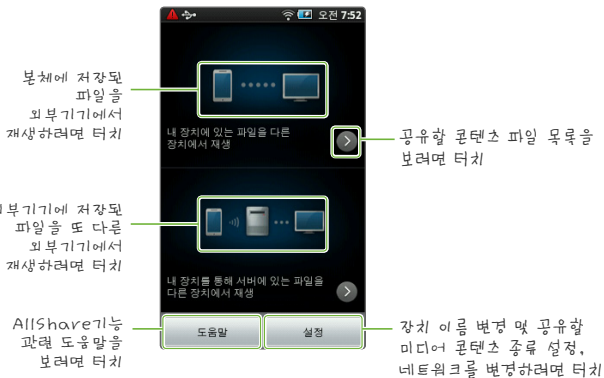 오전 7:52
본체에 저장된
파일을
외부기기에서
재생하려면 터치
내 장치에 있는 파일을 다른
장치에서 재생
공유할 콘텐츠 파일 목록을
보려면 터치
외부기기에 저장된
파일을 또 다른
외부기기에서
재생하려면 터치
내 장치를 통해 서버에 있는 파일을
다른 장치에서 재생
AllShare기능
관련 도움말을
보려면 터치
도움말
설정
장치 이름 변경 및 공유할
미디어 콘텐츠 종류 설정,
네트워크를 변경하려면 터치